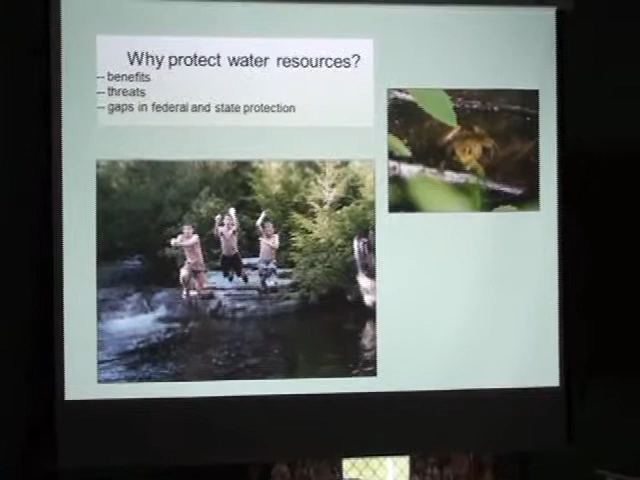 Why protect water resources?
-- benefits
-- threats
-- gaps in federal and state protection